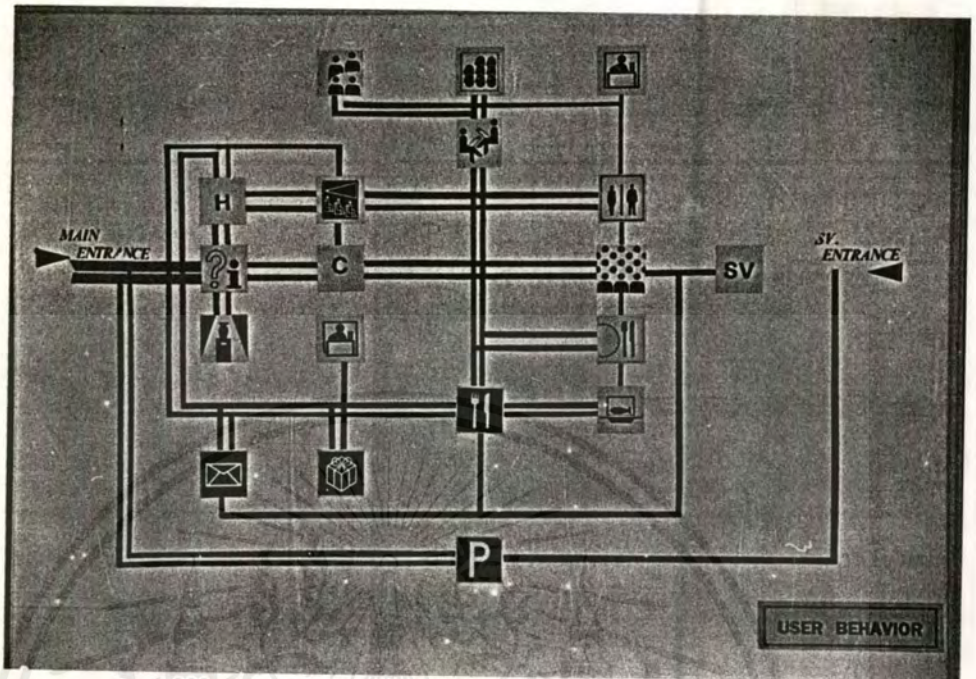 H
MAIN
ENTRANCE
?i
C
SV
SV.
ENTRANCE
P
USER BEHAVIOR